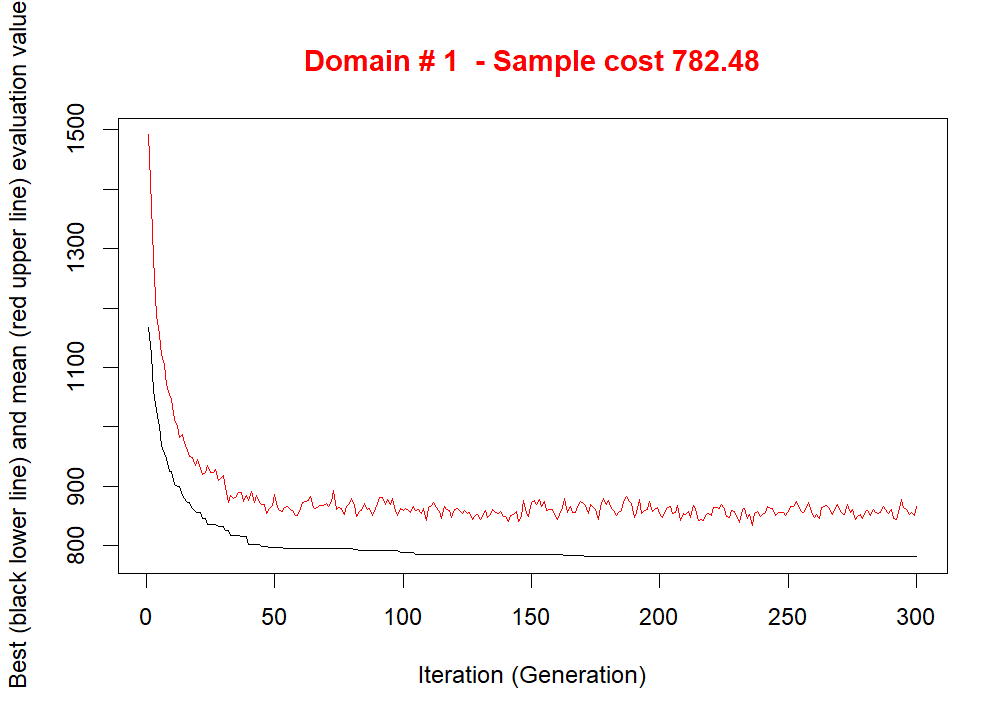 Domain # 1  - Sample cost 782.48
Best (black lower line) and mean (red upper line) evaluation value
1500
1300
1100
900
800
0 50 100 150 200 250 300
Iteration (Generation)